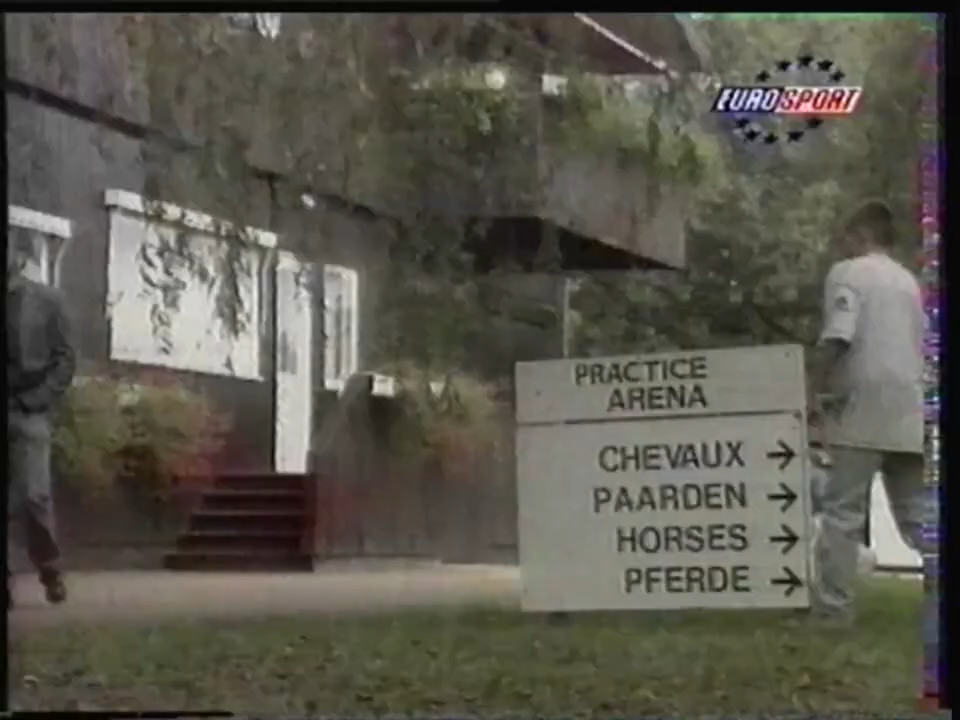 EUROSPORT
PRACTICE
ARENA
CHEVAUX →
PAARDEN →
HORSES →
PFERDE →